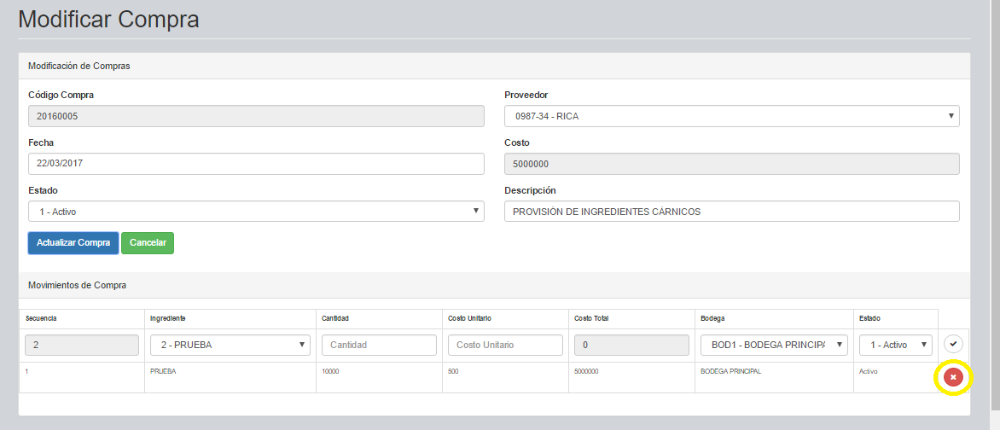 Modificar Compra
Modificación de Compras
Código Compra
Proveedor
20160005
0987-34 - RICA
Fecha
Costo
22/03/2017
5000000
Estado
Descripción
1 - Activo
PROVISIÓN DE INGREDIENTES CÁRNICOS
Actualizar Compra Cancelar
Movimientos de Compra
Secuencia Ingrediente Cantidad Costo Unitario Costo Total Bodega Estado
2 2 - PRUEBA Cantidad Costo Unitario 0 BOD1 - BODEGA PRINCIPA 1 - Activo
1 PRUEBA 10000 500 5000000 BODEGA PRINCIPAL Activo